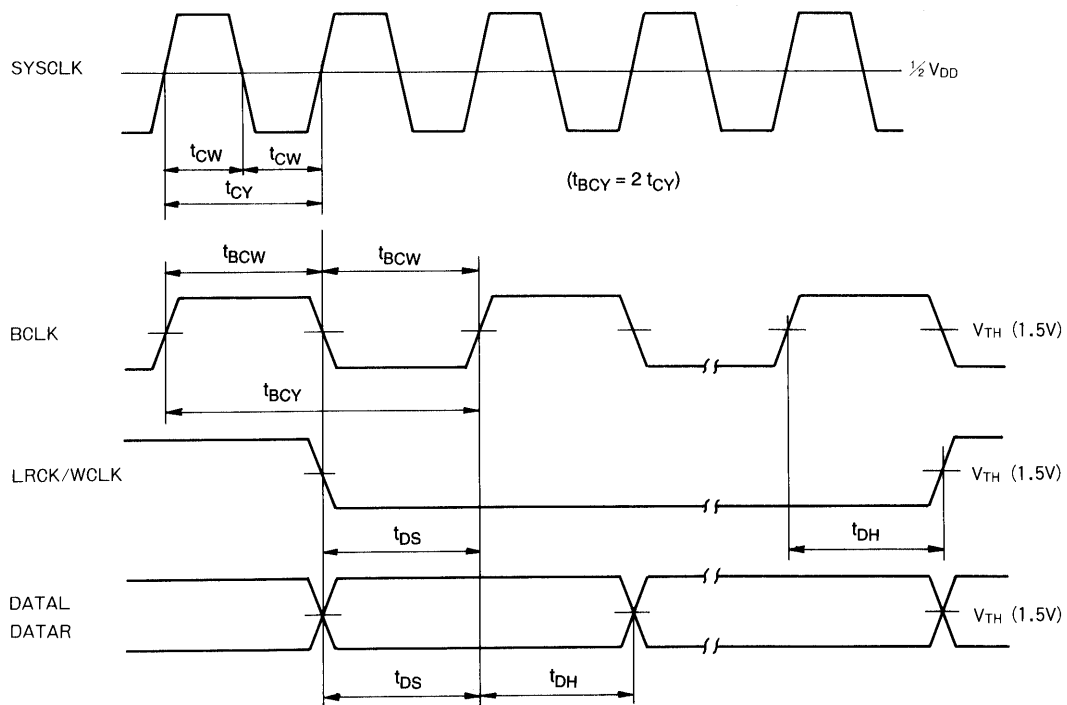 SYSCLK
½ VDD
tCW
tCW
tCY
(tBCY = 2 tCY)
tBCW
tBCW
BCLK
VTH (1.5V)
tBCY
LRCK/WCLK
VTH (1.5V)
tDS
tDH
DATAL
DATAR
VTH (1.5V)
tDS
tDH